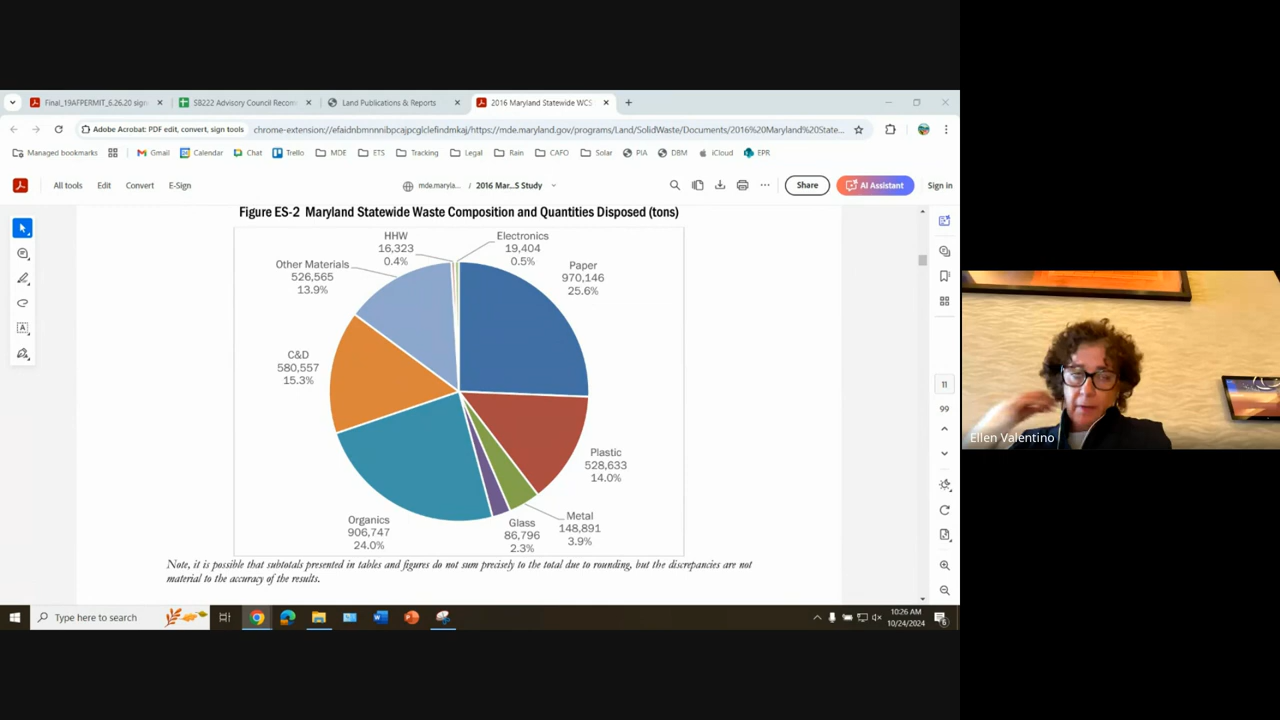 Final_19AFPERMIT_6.26.20 sign
SB222 Advisory Council Recom
Land Publications & Reports
2016 Maryland Statewide WCS
Adobe Acrobat: PDF edit, convert, sign tools
chrome-extension://efaidnbmnnnibpcajpcglclefindmkaj/https://mde.maryland.gov/programs/Land/SolidWaste/Documents/2016%20Maryland%20State...
Managed bookmarks
Gmail
Calendar
Chat
Trello
MDE
ETS
Tracking
Legal
Rain
CAFO
Solar
PIA
DBM
iCloud
EPR
All tools
Edit
Convert
E-Sign
mde.maryla...
/
2016 Mar...S Study
Share
AI Assistant
Sign in
Figure ES-2 Maryland Statewide Waste Composition and Quantities Disposed (tons)
HHW
16,323
0.4%
Electronics
19,404
0.5%
Other Materials
526,565
13.9%
Paper
970,146
25.6%
C&D
580,557
15.3%
Plastic
528,633
14.0%
Organics
906,747
24.0%
Glass
86,796
2.3%
Metal
148,891
3.9%
Note, it is possible that subtotals presented in tables and figures do not sum precisely to the total due to rounding, but the discrepancies are not
material to the accuracy of the results.
11
99
Ellen Valentino
Type here to search
10:26 AM
10/24/2024
6